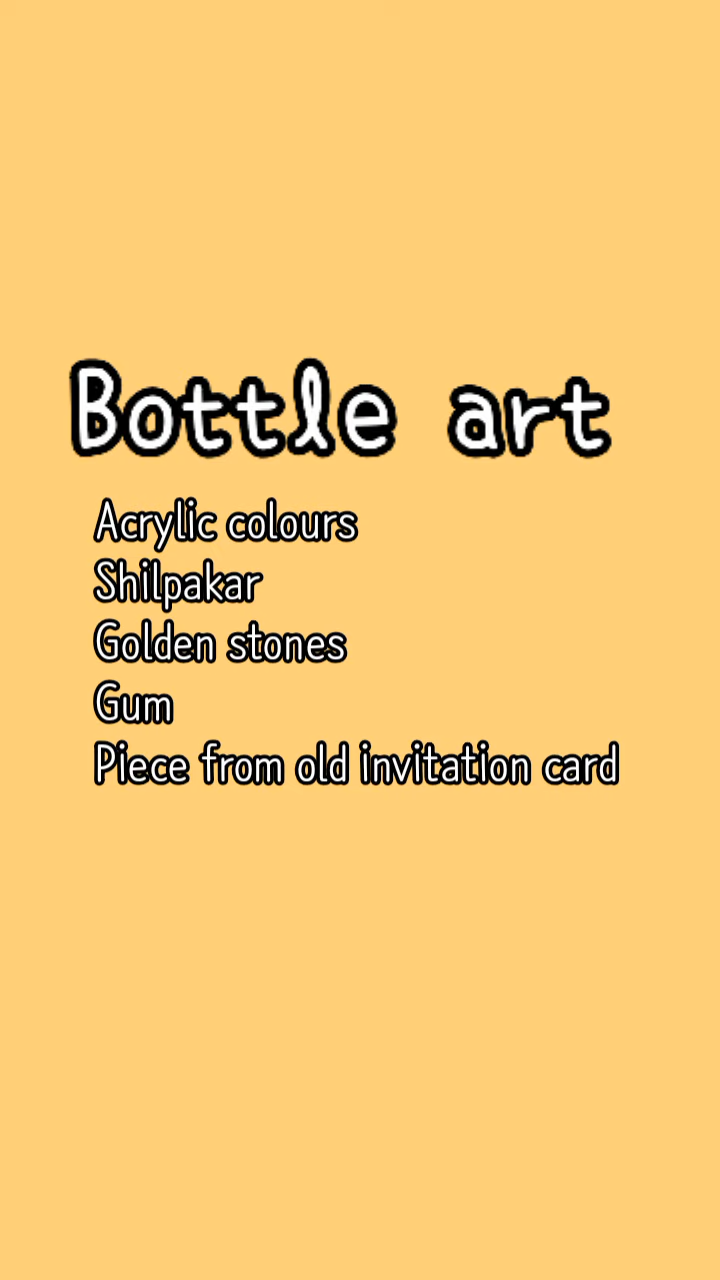 Bottle art
Acrylic colours
Shilpakar
Golden stones
Gum
Piece from old invitation card